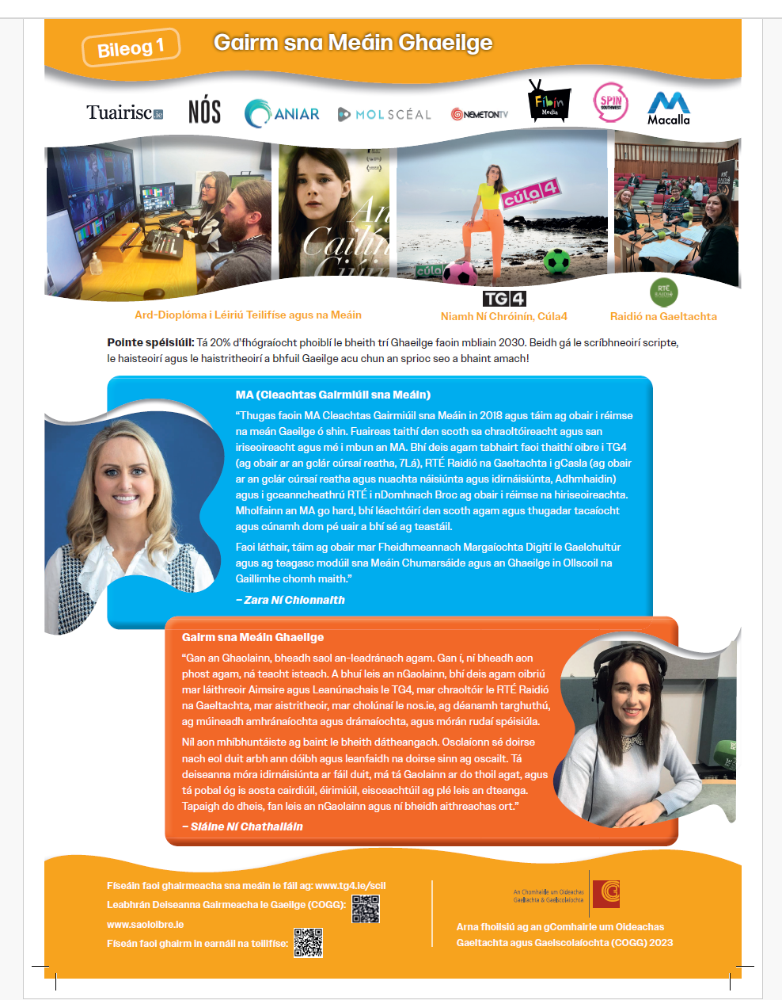 Bileog 1
Gairm sna Meáin Ghaeilge
Tuairisc.ie
NÓS
ANIAR
MOLSCÉAL
NEMETONTV
Fíbín
Media
SPIN
SOUTHWEST
Macalla
An
Cailín
Ciúin
cúla4
cúla
TG4
RTÉ
RAIDIÓ
Ard-Dioplóma i Léiriú Teilifíse agus na Meáin
Niamh Ní Chróinín, Cúla4
Raidió na Gaeltachta
Pointe spéisiúil: Tá 20% d'fhógraíocht phoiblí le bheith trí Ghaeilge faoin mbliain 2030. Beidh gá le scríbhneoirí scripte,
le haisteoirí agus le haistritheoirí a bhfuil Gaeilge acu chun an sprioc seo a bhaint amach!
MA (Cleachtas Gairmiúil sna Meáin)
“Thugas faoin MA Cleachtas Gairmiúil sna Meáin in 2018 agus táim ag obair i réimse
na meán Gaeilge ó shin. Fuaireas taithí den scoth sa chraoltóireacht agus san
iriseoireacht agus mé i mbun an MA. Bhí deis agam tabhairt faoi thaithí oibre i TG4
(ag obair ar an gclár cúrsaí reatha, 7Lá), RTÉ Raidió na Gaeltachta i gCasla (ag obair
ar an gclár cúrsaí reatha agus nuachta náisiúnta agus idirnáisiúnta, Adhmhaidin)
agus i gceanncheathrú RTÉ i nDomhnach Broc ag obair i réimse na hiriseoireachta.
Mholfainn an MA go hard, bhí léachtóirí den scoth agam agus thugadar tacaíocht
agus cúnamh dom pé uair a bhí sé ag teastáil.
Faoi láthair, táim ag obair mar Fheidhmeannach Margaíochta Digití le Gaelchultúr
agus ag teagasc modúil sna Meáin Chumarsáide agus an Ghaeilge in Ollscoil na
Gaillimhe chomh maith.”
– Zara Ní Chionnaith
Gairm sna Meáin Ghaeilge
“Gan an Ghaolainn, bheadh saol an-leadránach agam. Gan í, ní bheadh aon
phost agam, ná teacht isteach. A bhuí leis an nGaolainn, bhí deis agam oibriú
mar láithreoir Aimsire agus Leanúnachais le TG4, mar chraoltóir le RTÉ Raidió
na Gaeltachta, mar aistritheoir, mar cholúnaí le nos.ie, ag déanamh targhuthú,
ag múineadh amhránaíochta agus drámaíochta, agus mórán rudaí spéisiúla.
Níl aon mhíbhuntáiste ag baint le bheith dátheangach. Osclaíonn sé doirse
nach eol duit arbh ann dóibh agus leanfaidh na doirse sinn ag oscailt. Tá
deiseanna móra idirnáisiúnta ar fáil duit, má tá Gaolainn ar do thoil agat, agus
tá pobal óg is aosta cairdiúil, éirimiúil, eisceachtúil ag plé leis an dteanga.
Tapaigh do dheis, fan leis an nGaolainn agus ní bheidh aithreachas ort.”
– Sláine Ní Chathalláin
Físeáin faoi ghairmeacha sna meáin le fáil ag: www.tg4.ie/scil
Leabhrán Deiseanna Gairmeacha le Gaeilge (COGG):
www.saoloibre.ie
Físeán faoi ghairm in earnáil na teilifíse:
An Chomhairle um Oideachas
Gaeltachta & Gaelscolaíochta
Arna fhoilsiú ag an gComhairle um Oideachas
Gaeltachta agus Gaelscolaíochta (COGG) 2023